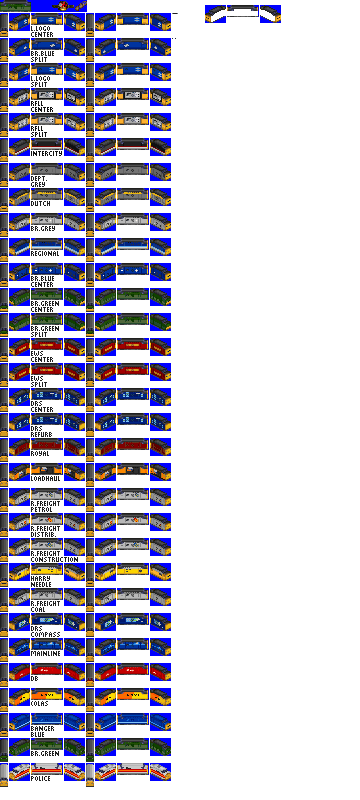 L.LOGO
CENTER
BR.BLUE
SPLIT
L.LOGO
SPLIT
RFLL
CENTER
RFLL
SPLIT
INTERCITY
DEPT.
GREY
DUTCH
BR.GREY
REGIONAL
BR.BLUE
CENTER
BR.GREEN
CENTER
BR.GREEN
SPLIT
EWS
CENTER
EWS
SPLIT
DRS
CENTER
DRS
REFURB
ROYAL
LOADHAUL
R.FREIGHT
PETROL
R.FREIGHT
DISTRIB.
R.FREIGHT
CONSTRUCTION
HARRY
NEEDLE
R.FREIGHT
COAL
DRS
COMPASS
MAINLINE
DB
COLAS
BANGER
BLUE
BR.GREEN
POLICE